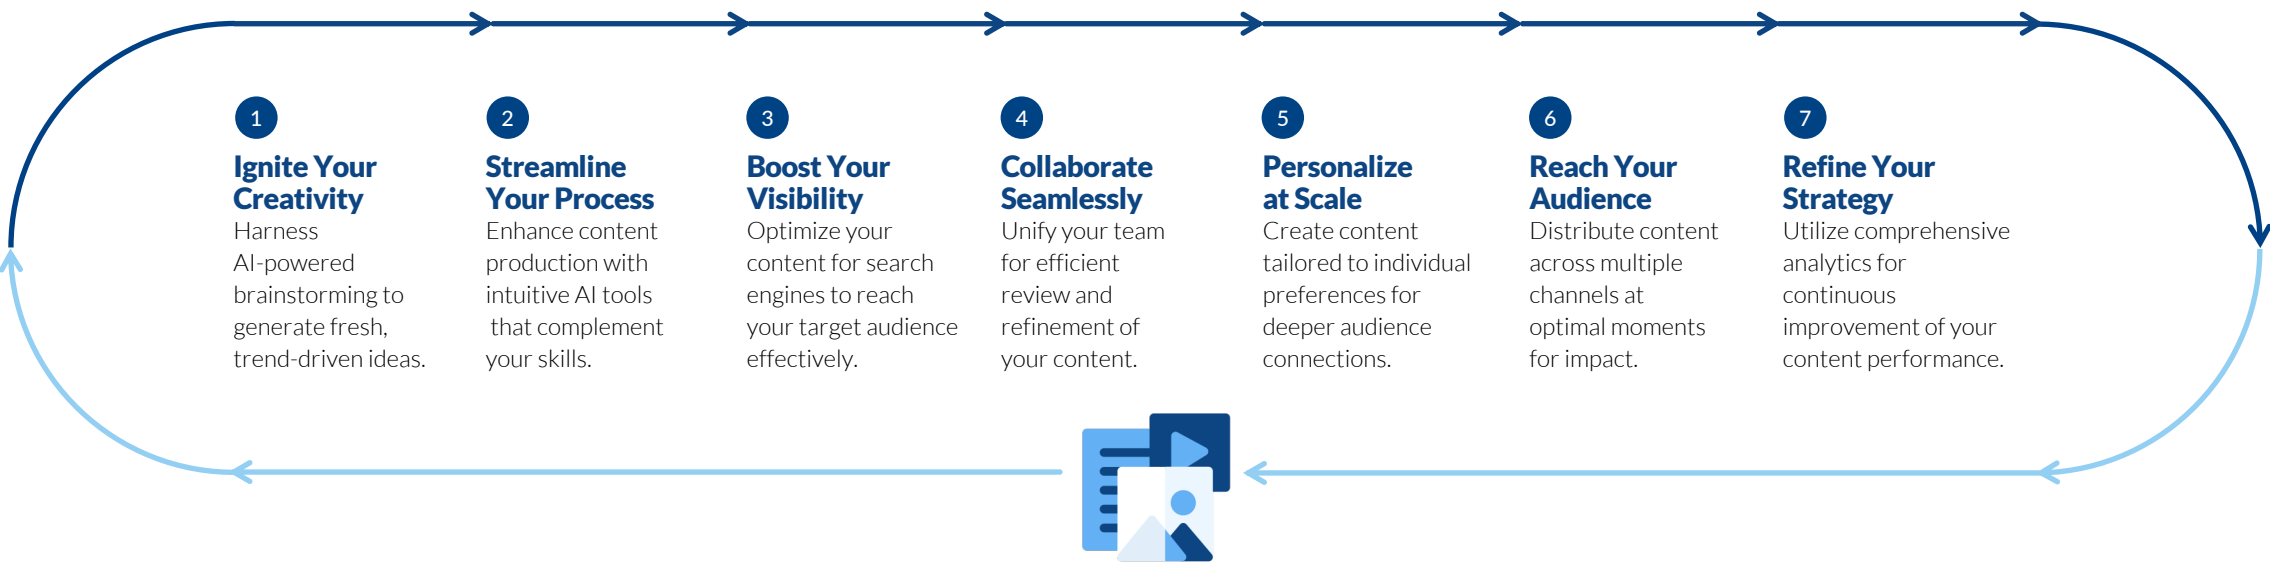 1
Ignite Your
Creativity
Harness
AI-powered
brainstorming to
generate fresh,
trend-driven ideas.
2
Streamline
Your Process
Enhance content
production with
intuitive AI tools
that complement
your skills.
3
Boost Your
Visibility
Optimize your
content for search
engines to reach
your target audience
effectively.
4
Collaborate
Seamlessly
Unify your team
for efficient
review and
refinement of
your content.
5
Personalize
at Scale
Create content
tailored to individual
preferences for
deeper audience
connections.
6
Reach Your
Audience
Distribute content
across multiple
channels at
optimal moments
for impact.
7
Refine Your
Strategy
Utilize comprehensive
analytics for
continuous
improvement of your
content performance.